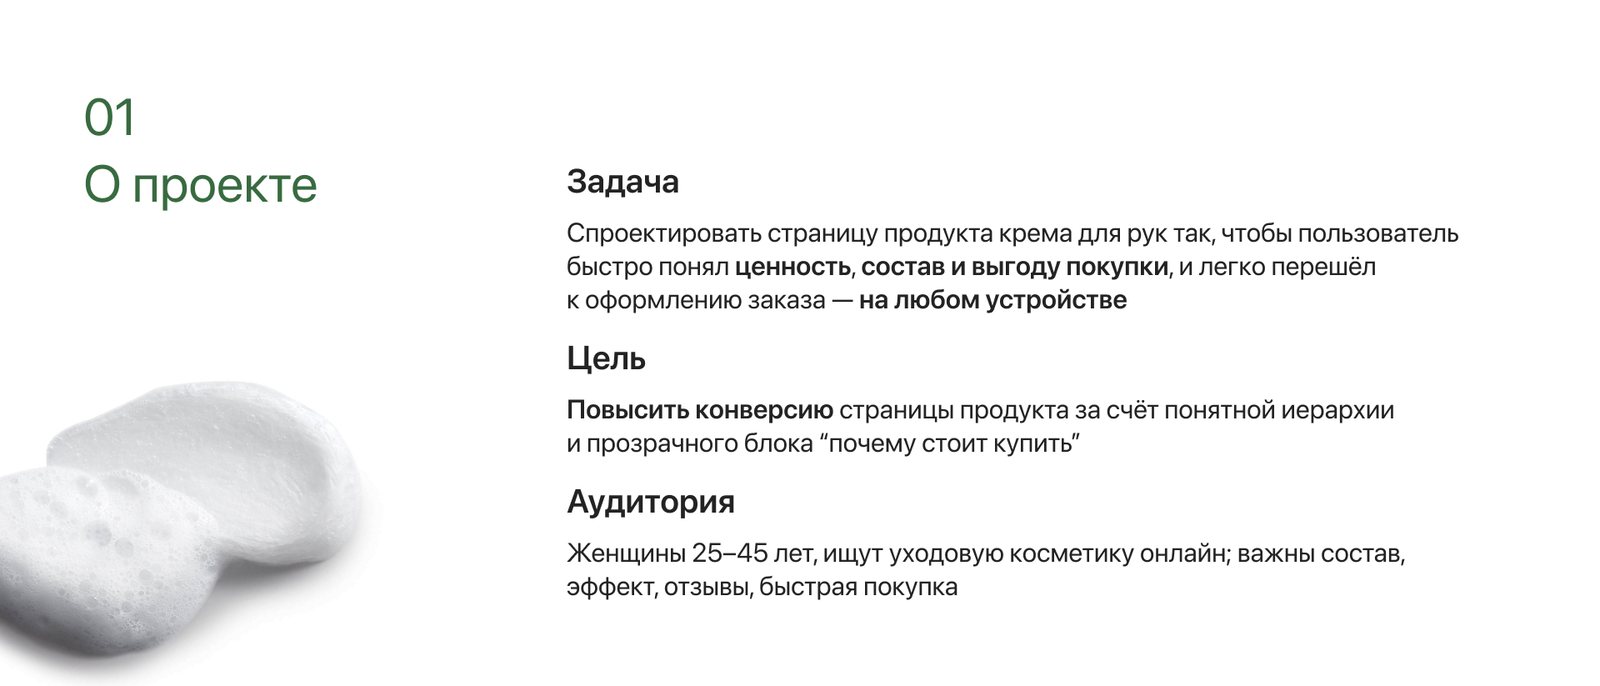 01
О проекте
Задача
Спроектировать страницу продукта крема для рук так, чтобы пользователь
быстро понял ценность, состав и выгоду покупки, и легко перешёл
к оформлению заказа — на любом устройстве
Цель
Повысить конверсию страницы продукта за счёт понятной иерархии
и прозрачного блока “почему стоит купить”
Аудитория
Женщины 25–45 лет, ищут уходовую косметику онлайн; важны состав,
эффект, отзывы, быстрая покупка